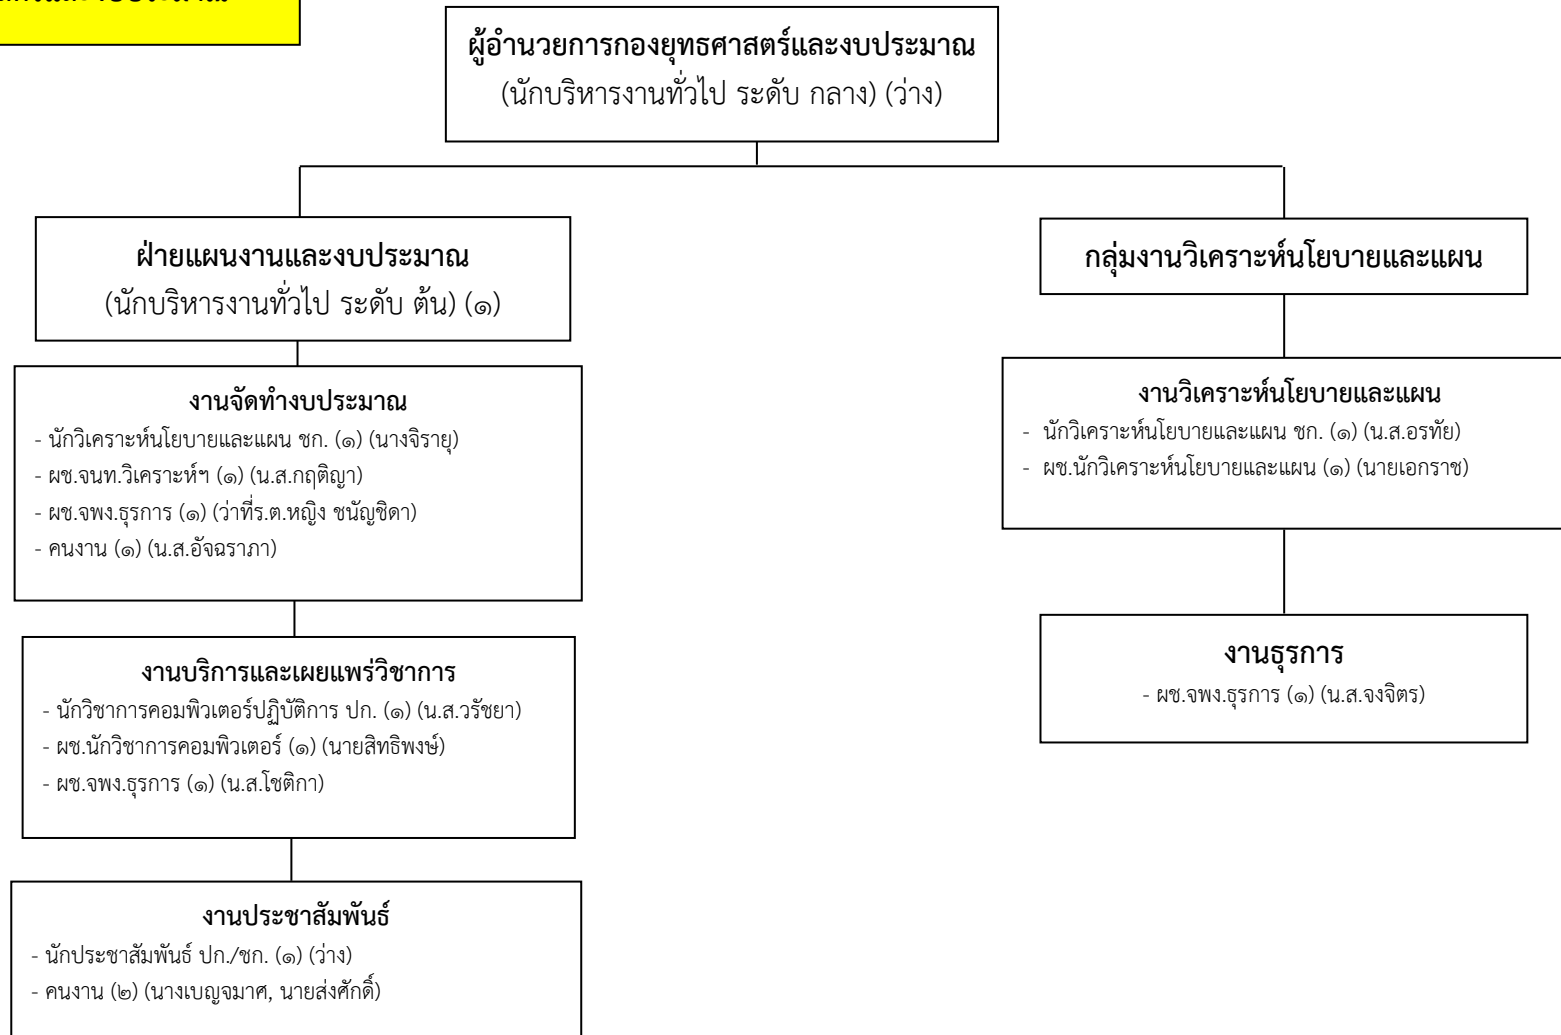 ผู้อำนวยการกองยุทธศาสตร์และงบประมาณ
(นักบริหารงานทั่วไป ระดับ กลาง) (ว่าง)
ฝ่ายแผนงานและงบประมาณ
(นักบริหารงานทั่วไป ระดับ ต้น) (๑)
งานจัดทำงบประมาณ
- นักวิเคราะห์นโยบายและแผน ชก. (๑) (นางจิรายุ)
- ผช.จนท.วิเคราะห์ฯ (๑) (น.ส.กฤติญา)
- ผช.จพง.ธุรการ (๑) (ว่าที่ร.ต.หญิง ชนัญชิดา)
- คนงาน (๑) (น.ส.อัจฉราภา)
งานบริการและเผยแพร่วิชาการ
- นักวิชาการคอมพิวเตอร์ปฏิบัติการ ปก. (๑) (น.ส.วรัชยา)
- ผช.นักวิชาการคอมพิวเตอร์ (๑) (นายสิทธิพงษ์)
- ผช.จพง.ธุรการ (๑) (น.ส.โชติกา)
งานประชาสัมพันธ์
- นักประชาสัมพันธ์ ปก./ชก. (๑) (ว่าง)
- คนงาน (๒) (นางเบญจมาศ, นายส่งศักดิ์)
กลุ่มงานวิเคราะห์นโยบายและแผน
งานวิเคราะห์นโยบายและแผน
- นักวิเคราะห์นโยบายและแผน ชก. (๑) (น.ส.อรทัย)
- ผช.นักวิเคราะห์นโยบายและแผน (๑) (นายเอกราช)
งานธุรการ
- ผช.จพง.ธุรการ (๑) (น.ส.จงจิตร)